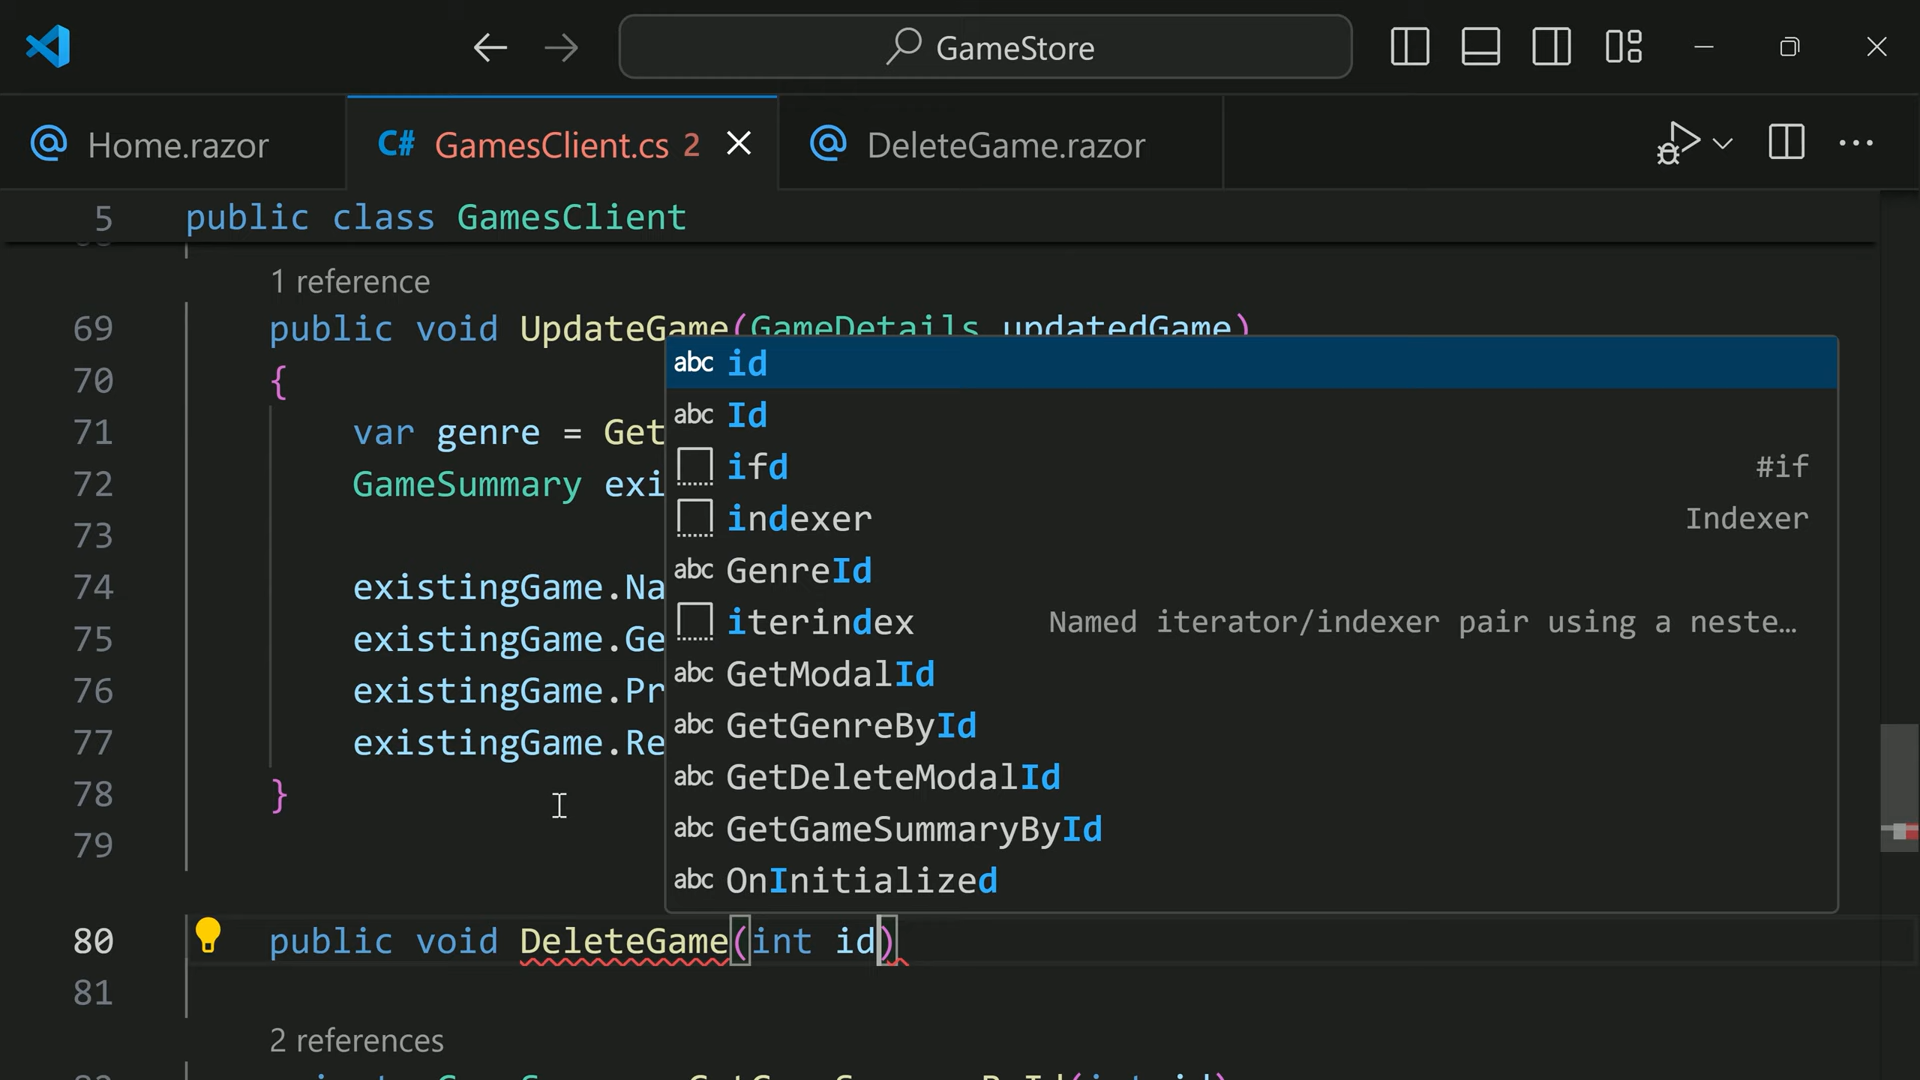 GameStore
Home.razor
C# GamesClient.cs 2
DeleteGame.razor
5 public class GamesClient
1 reference
69 public void UpdateGame(GameDetails updatedGame)
70 {
71 var genre = Get
72 GameSummary exi
73
74 existingGame.Na
75 existingGame.Ge
76 existingGame.Pr
77 existingGame.Re
78 }
79
abc id
abc Id
ifd #if
indexer Indexer
abc GenreId
iterindex Named iterator/indexer pair using a neste…
abc GetModalId
abc GetGenreById
abc GetDeleteModalId
abc GetGameSummaryById
abc OnInitialized
80 public void DeleteGame(int id)
81
2 references